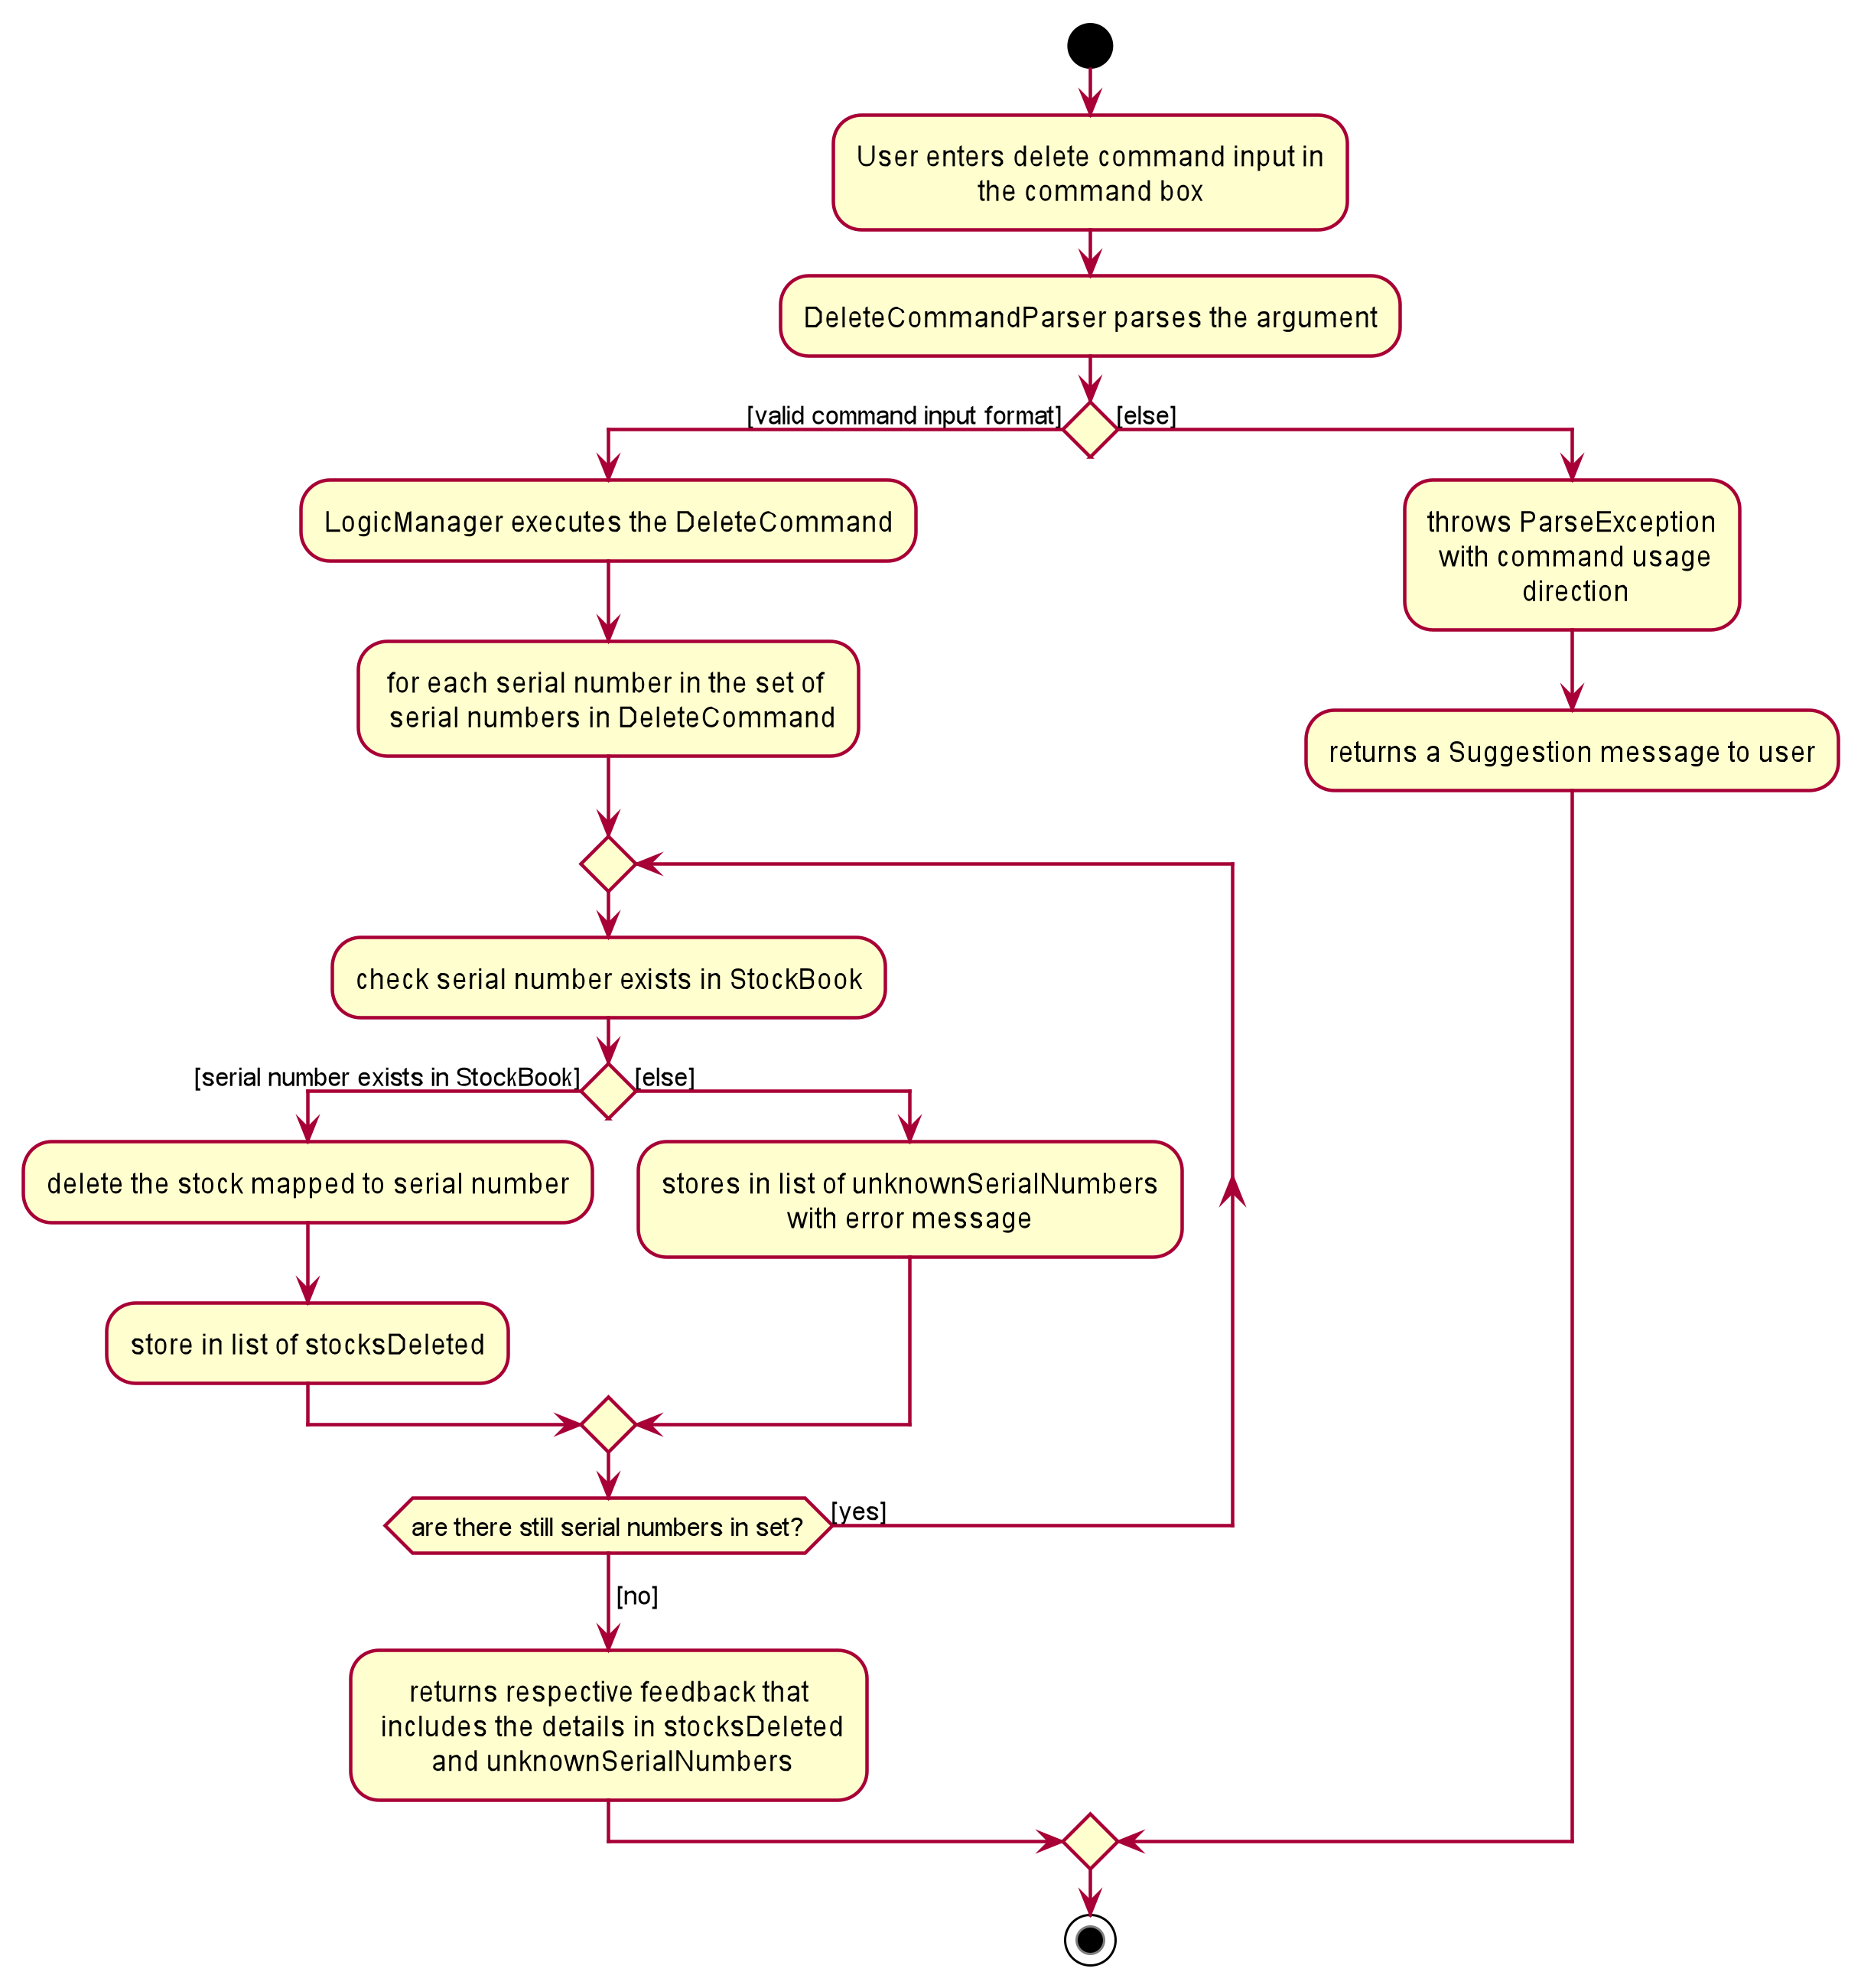 User enters delete command input in
the command box
DeleteCommandParser parses the argument
[valid command input format]
[else]
LogicManager executes the DeleteCommand
throws ParseException
with command usage
direction
for each serial number in the set of
serial numbers in DeleteCommand
returns a Suggestion message to user
check serial number exists in StockBook
[serial number exists in StockBook]
[else]
delete the stock mapped to serial number
stores in list of unknownSerialNumbers
with error message
store in list of stocksDeleted
are there still serial numbers in set?
[yes]
[no]
returns respective feedback that
includes the details in stocksDeleted
and unknownSerialNumbers